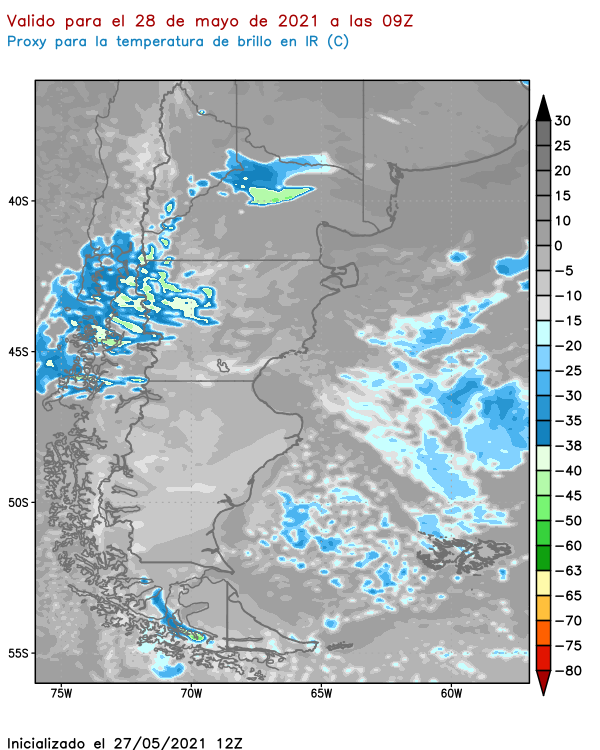 Valido para el 28 de mayo de 2021 a las 09Z
Proxy para la temperatura de brillo en IR (C)
30
25
20
15
10
0
−5
−10
−15
−20
−25
−30
−35
−38
−40
−45
−50
−60
−63
−65
−70
−75
−80
40S
45S
50S
55S
75W
70W
65W
60W
Inicializado el 27/05/2021 12Z